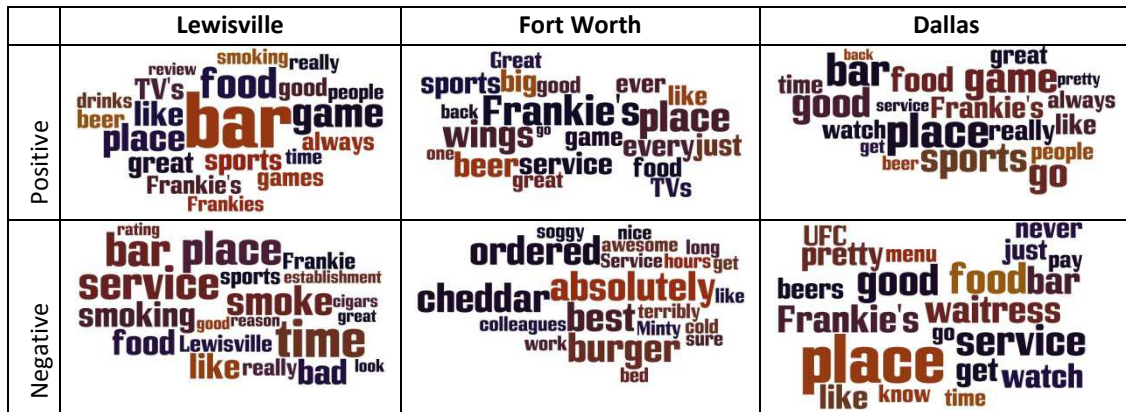 Lewisville Fort Worth Dallas
Positive
smoking really
review
TV's food good people
drinks
beer like bar game
place always
great sports time
Frankie's games
Frankies
Great
sports big good ever like
back Frankie's place
wings go game every just
one beer service food
great TVs
back great
time bar food game pretty
good service Frankie's always
watch place really like
get beer sports people
go
Negative
rating
bar place Frankie
service sports establishment
smoke cigars
smoking good reason great
food Lewisville time
like really bad look
soggy nice
ordered awesome long
Service hours get
cheddar absolutely like
colleagues best terribly
Minty cold
work burger sure
bed
UFC never
pretty menu just pay
beers good food bar
Frankie's waitress
go service
place get watch
like know time